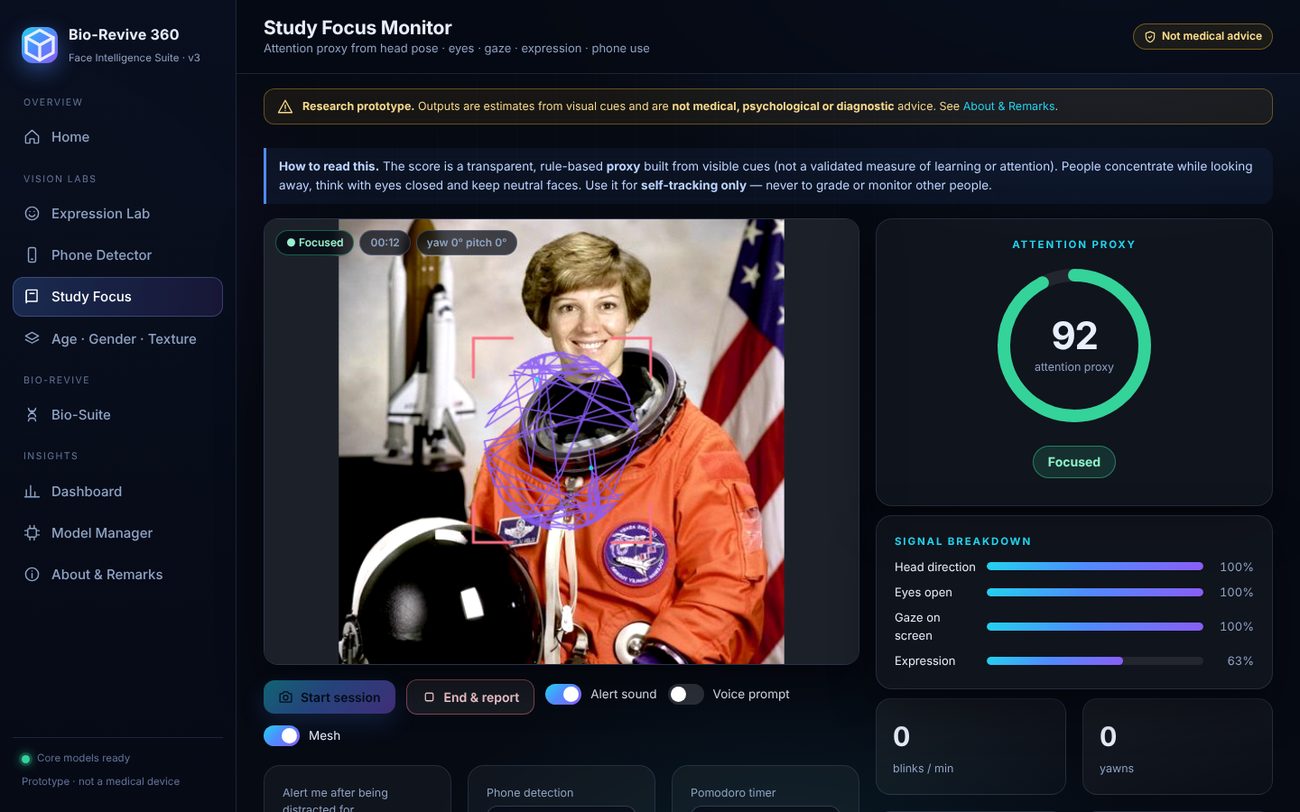 Bio-Revive 360
Face Intelligence Suite · v3
OVERVIEW
Home
VISION LABS
Expression Lab
Phone Detector
Study Focus
Age · Gender · Texture
BIO-REVIVE
Bio-Suite
INSIGHTS
Dashboard
Model Manager
About & Remarks
Core models ready
Prototype · not a medical device
Study Focus Monitor
Attention proxy from head pose · eyes · gaze · expression · phone use
Not medical advice
Research prototype. Outputs are estimates from visual cues and are not medical, psychological or diagnostic advice. See About & Remarks.
How to read this. The score is a transparent, rule-based proxy built from visible cues (not a validated measure of learning or attention). People concentrate while looking
away, think with eyes closed and keep neutral faces. Use it for self-tracking only — never to grade or monitor other people.
Focused
00:12
yaw 0° pitch 0°
Start session
End & report
Alert sound
Voice prompt
Mesh
Alert me after being
distracted for
Phone detection
Pomodoro timer
ATTENTION PROXY
92
attention proxy
Focused
SIGNAL BREAKDOWN
Head direction 100%
Eyes open 100%
Gaze on
screen 100%
Expression 63%
0
blinks / min
0
yawns